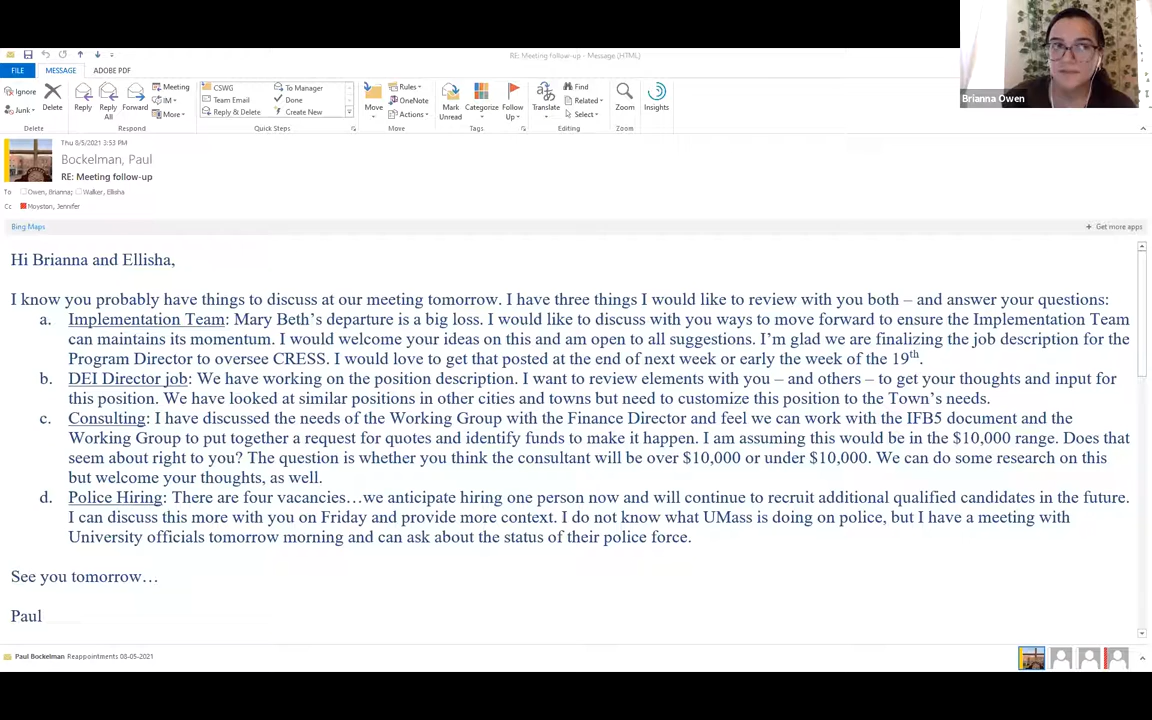 RE: Meeting follow-up - Message (HTML)
FILE MESSAGE ADOBE PDF
Ignore
Junk
Delete
Reply
Reply All
Forward
Meeting
IM
More
CSWG
Team Email
Reply & Delete
To Manager
Done
Create New
Move
Rules
OneNote
Actions
Mark Unread
Categorize
Follow Up
Translate
Find
Related
Select
Zoom
Insights
Delete Respond Quick Steps Move Tags Editing Zoom
Brianna Owen
Thu 8/5/2021 3:53 PM
Bockelman, Paul
RE: Meeting follow-up
To Owen, Brianna; Walker, Ellisha
Cc Moyston, Jennifer
Bing Maps + Get more apps
Hi Brianna and Ellisha,
I know you probably have things to discuss at our meeting tomorrow. I have three things I would like to review with you both – and answer your questions:
a. Implementation Team: Mary Beth's departure is a big loss. I would like to discuss with you ways to move forward to ensure the Implementation Team
can maintains its momentum. I would welcome your ideas on this and am open to all suggestions. I'm glad we are finalizing the job description for the
Program Director to oversee CRESS. I would love to get that posted at the end of next week or early the week of the 19th.
b. DEI Director job: We have working on the position description. I want to review elements with you – and others – to get your thoughts and input for
this position. We have looked at similar positions in other cities and towns but need to customize this position to the Town's needs.
c. Consulting: I have discussed the needs of the Working Group with the Finance Director and feel we can work with the IFB5 document and the
Working Group to put together a request for quotes and identify funds to make it happen. I am assuming this would be in the $10,000 range. Does that
seem about right to you? The question is whether you think the consultant will be over $10,000 or under $10,000. We can do some research on this
but welcome your thoughts, as well.
d. Police Hiring: There are four vacancies…we anticipate hiring one person now and will continue to recruit additional qualified candidates in the future.
I can discuss this more with you on Friday and provide more context. I do not know what UMass is doing on police, but I have a meeting with
University officials tomorrow morning and can ask about the status of their police force.
See you tomorrow…
Paul
Paul Bockelman Reappointments 08-05-2021